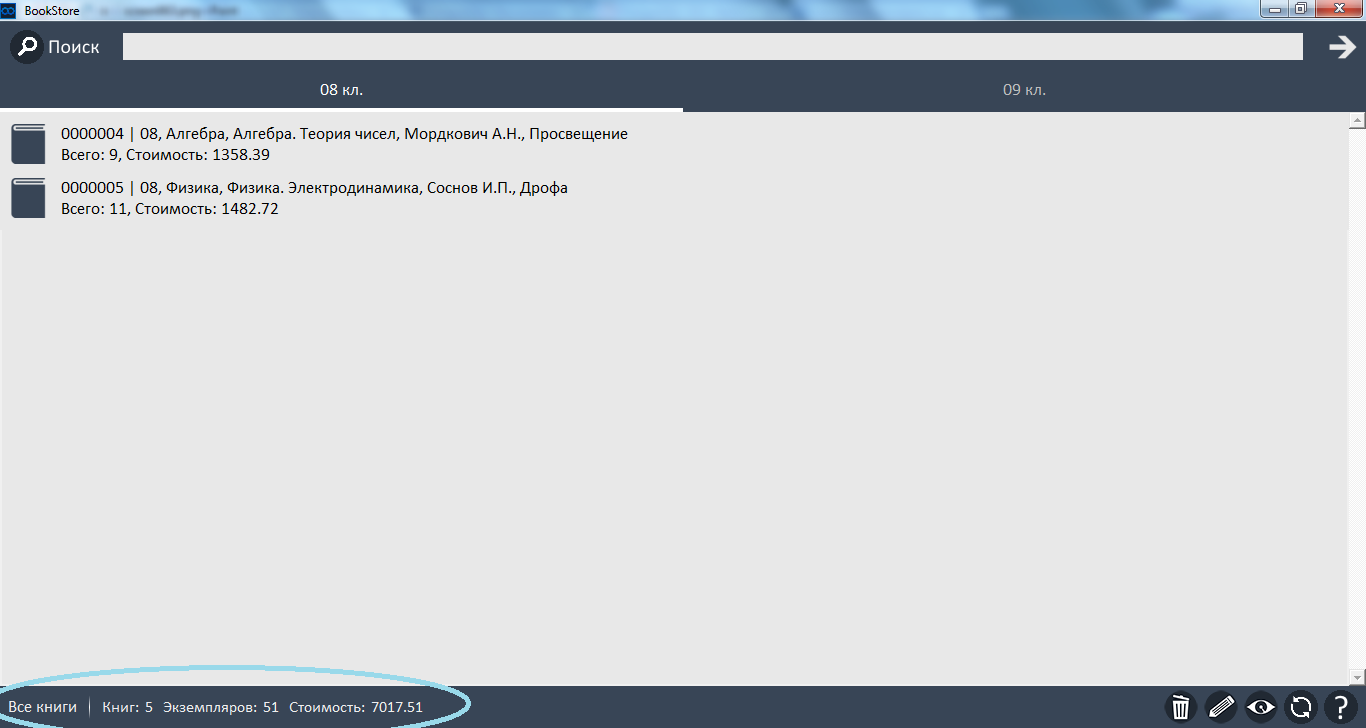 BookStore
Поиск
08 кл.
09 кл.
0000004 | 08, Алгебра, Алгебра. Теория чисел, Мордкович А.Н., Просвещение
Всего: 9, Стоимость: 1358.39
0000005 | 08, Физика, Физика. Электродинамика, Соснов И.П., Дрофа
Всего: 11, Стоимость: 1482.72
Все книги | Книг: 5 Экземпляров: 51 Стоимость: 7017.51
?